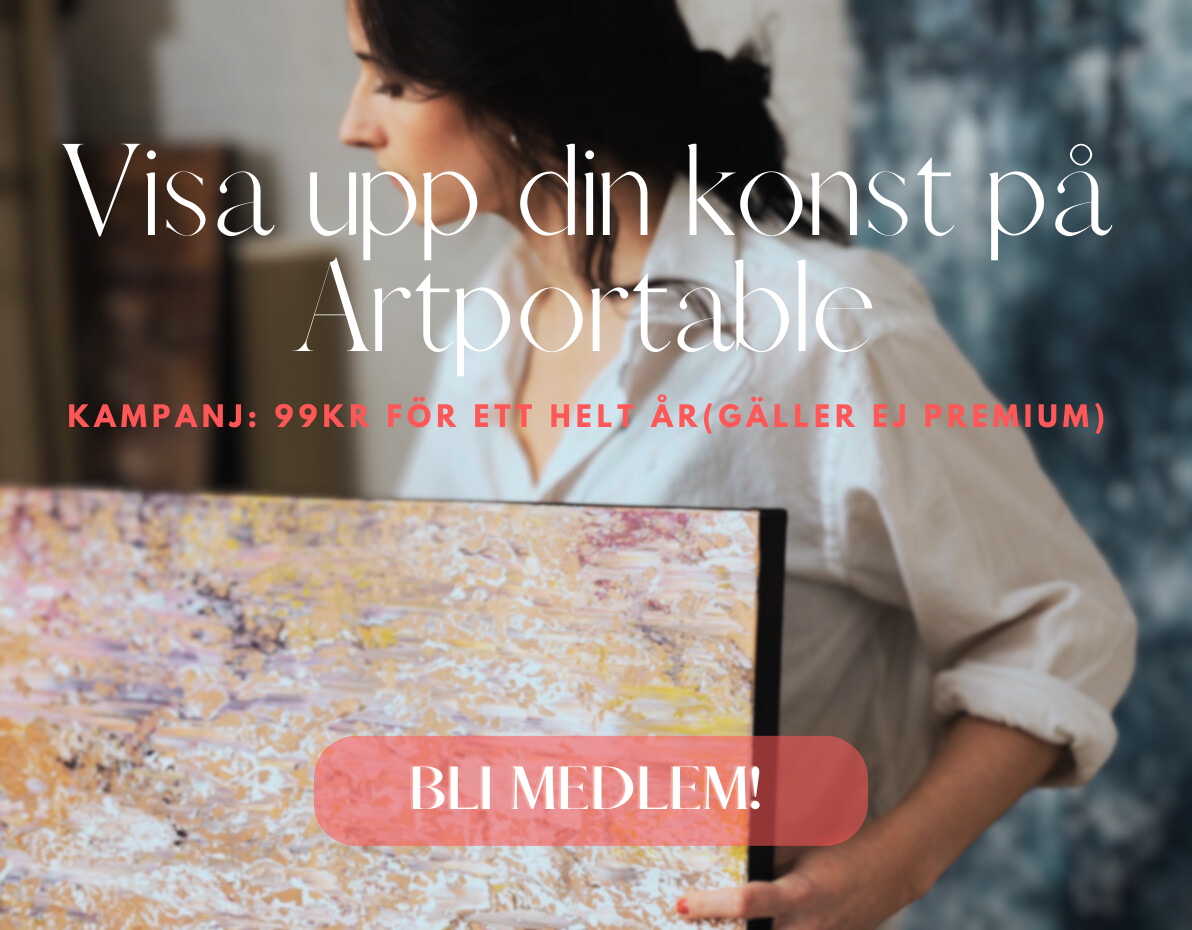 Visa upp din konst på
Artportable
KAMPANJ: 99KR FÖR ETT HELT ÅR(GÄLLER EJ PREMIUM)
BLI MEDLEM!